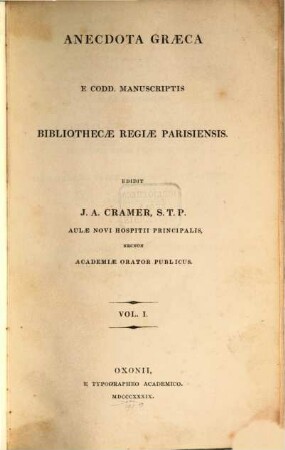 ANECDOTA GRÆCA
E CODD. MANUSCRIPTIS
BIBLIOTHECÆ REGIÆ PARISIENSIS.
EDIDIT
J. A. CRAMER, S. T. P.
AULÆ NOVI HOSPITII PRINCIPALIS,
NECNON
ACADEMIÆ ORATOR PUBLICUS.
VOL. I.
OXONII,
E TYPOGRAPHEO ACADEMICO.
MDCCCXXXIX.